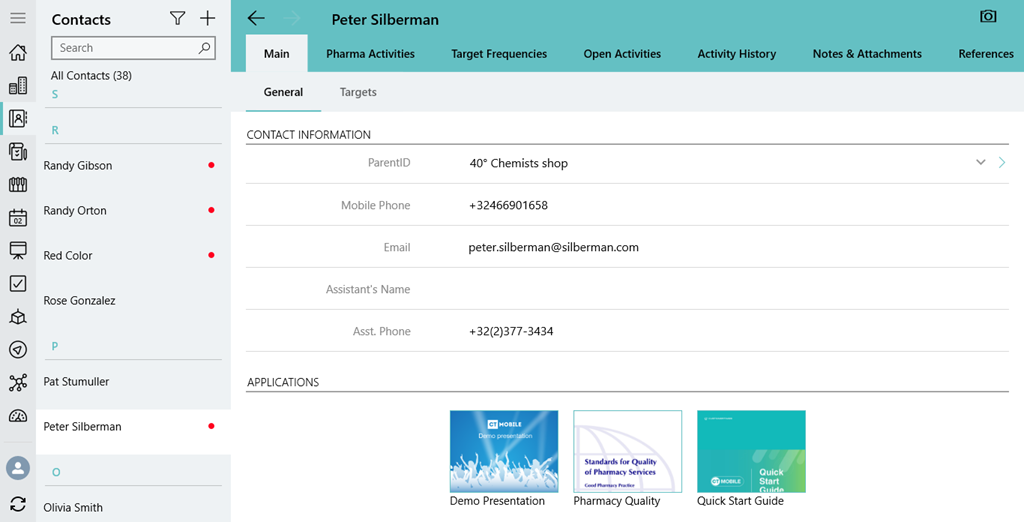 Contacts
Search
All Contacts (38)
S
R
Randy Gibson
Randy Orton
Red Color
Rose Gonzalez
P
Pat Stumuller
Peter Silberman
O
Olivia Smith
02
Peter Silberman
Main
Pharma Activities
Target Frequencies
Open Activities
Activity History
Notes & Attachments
References
General
Targets
CONTACT INFORMATION
ParentID
40° Chemists shop
Mobile Phone
+32466901658
Email
peter.silberman@silberman.com
Assistant's Name
Asst. Phone
+32(2)377-3434
APPLICATIONS
CT MOBILE
Demo presentation
Demo Presentation
Standards for Quality
of Pharmacy Services
Good Pharmacy Practice
Pharmacy Quality
CT MOBILE
Quick
Start
Guide
Quick Start Guide